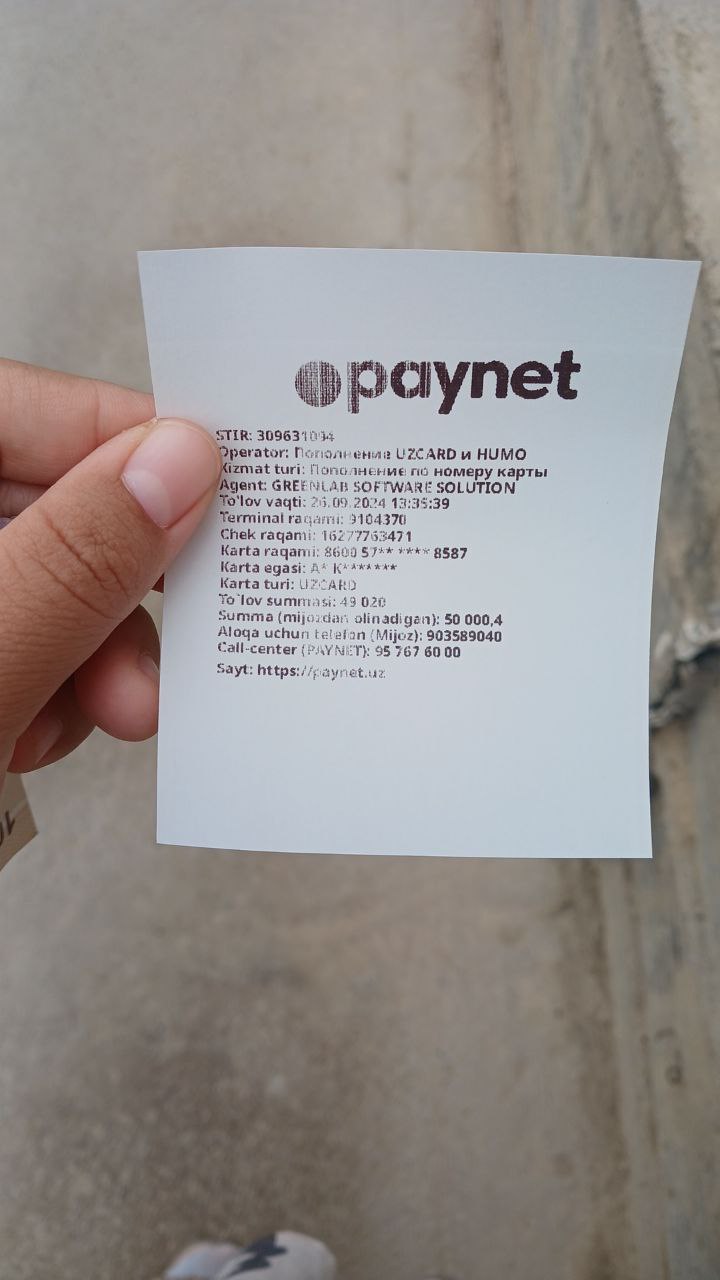 paynet
STIR: 309631094
Operator: Пополнение UZCARD и HUMO
Xizmat turi: Пополнение по номеру карты
Agent: GREENLAB SOFTWARE SOLUTION
To'lov vaqti: 26.09.2024 13:35:39
Terminal raqami: 9104370
Chek raqami: 16277763471
Karta raqami: 8600 57** **** 8587
Karta egasi: A* K*******
Karta turi: UZCARD
To`lov summasi: 49 020
Summa (mijozdan olinadigan): 50 000,4
Aloqa uchun telefon (Mijoz): 903589040
Call-center (PAYNET): 95 767 60 00
Sayt: https://paynet.uz